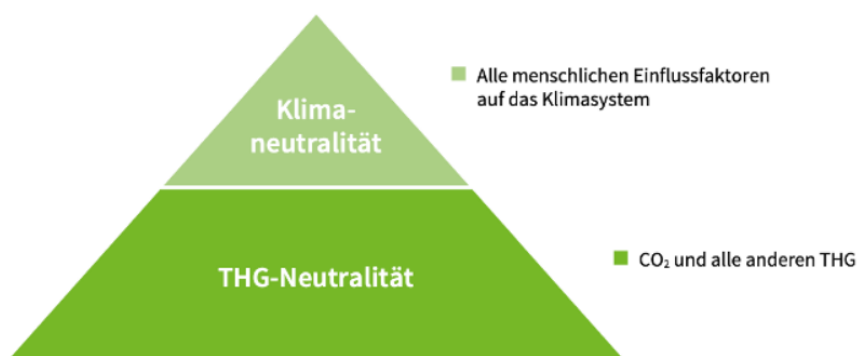 Klima-
neutralität
Alle menschlichen Einflussfaktoren
auf das Klimasystem
THG-Neutralität
CO₂ und alle anderen THG